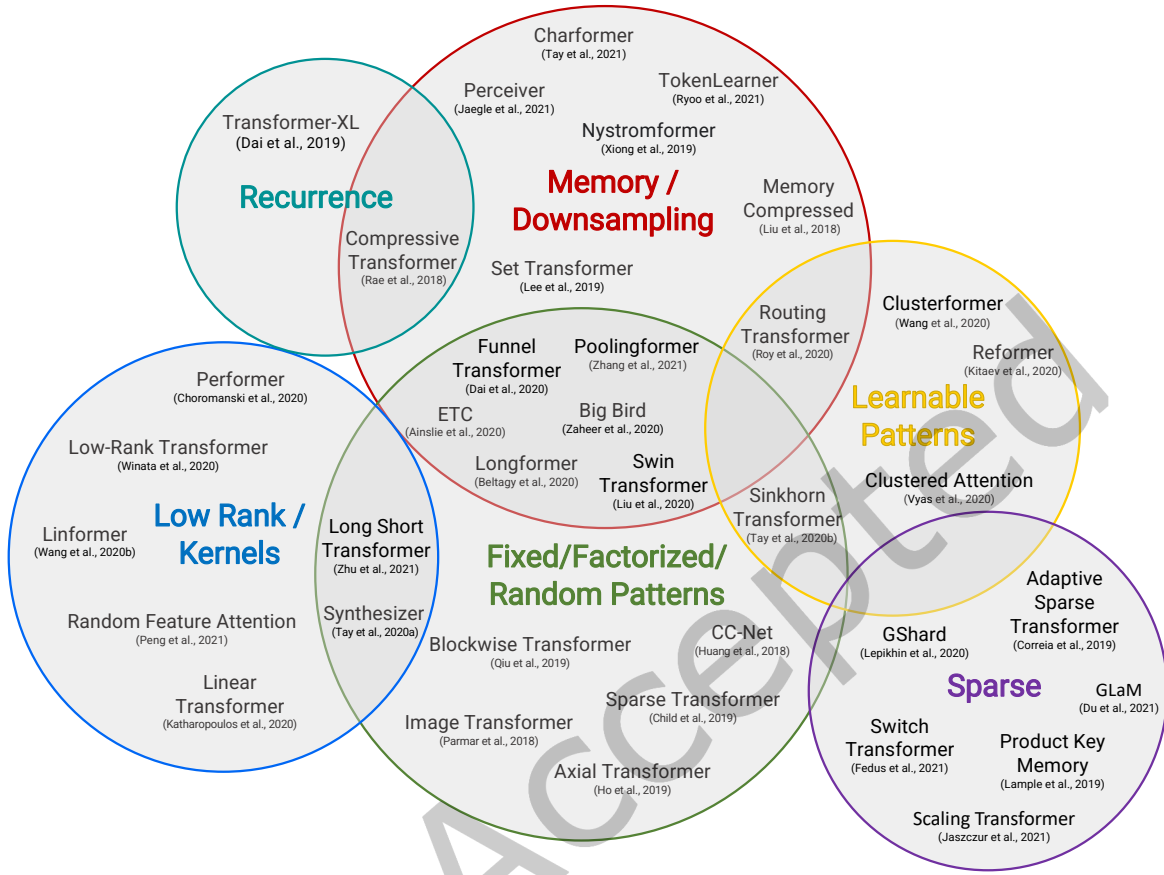 Charformer
(Tay et al., 2021)
Perceiver
(Jaegle et al., 2021)
TokenLearner
(Ryoo et al., 2021)
Transformer-XL
(Dai et al., 2019)
Nystromformer
(Xiong et al., 2019)
Recurrence
Memory /
Downsampling
Memory
Compressed
(Liu et al., 2018)
Compressive
Transformer
(Rae et al., 2018)
Set Transformer
(Lee et al., 2019)
Clusterformer
(Wang et al., 2020)
Routing
Transformer
(Roy et al., 2020)
Reformer
(Kitaev et al., 2020)
Funnel
Transformer
(Dai et al., 2020)
Poolingformer
(Zhang et al., 2021)
Performer
(Choromanski et al., 2020)
Learnable
Patterns
ETC
(Ainslie et al., 2020)
Big Bird
(Zaheer et al., 2020)
Low-Rank Transformer
(Winata et al., 2020)
Longformer
(Beltagy et al., 2020)
Swin
Transformer
(Liu et al., 2020)
Clustered Attention
(Vyas et al., 2020)
Sinkhorn
Transformer
(Tay et al., 2020b)
Linformer
(Wang et al., 2020b)
Low Rank /
Kernels
Long Short
Transformer
(Zhu et al., 2021)
Fixed/Factorized/
Random Patterns
Adaptive
Sparse
Transformer
(Correia et al., 2019)
Random Feature Attention
(Peng et al., 2021)
Synthesizer
(Tay et al., 2020a)
Blockwise Transformer
(Qiu et al., 2019)
CC-Net
(Huang et al., 2018)
GShard
(Lepikhin et al., 2020)
Sparse
Linear
Transformer
(Katharopoulos et al., 2020)
Sparse Transformer
(Child et al., 2019)
GLaM
(Du et al., 2021)
Image Transformer
(Parmar et al., 2018)
Switch
Transformer
(Fedus et al., 2021)
Product Key
Memory
(Lample et al., 2019)
Axial Transformer
(Ho et al., 2019)
Scaling Transformer
(Jaszczur et al., 2021)
Accepted